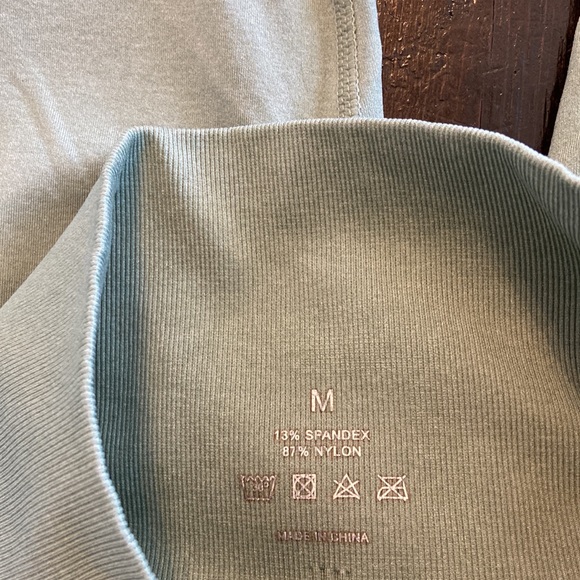 M
13% SPANDEX
87% NYLON
MADE IN CHINA